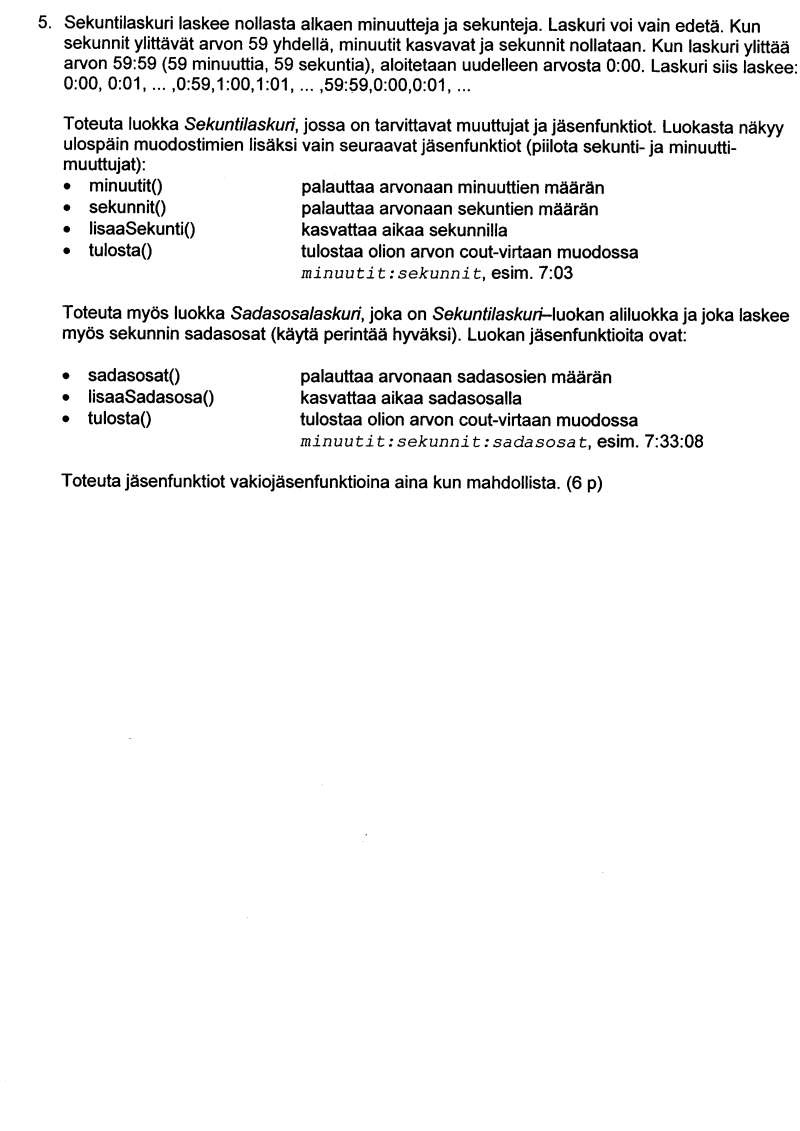 5. Sekuntilaskuri laskee nollasta alkaen minuutteja ja sekunteja. Laskuri voi vain edetä. Kun
sekunnit ylittävät arvon 59 yhdellä, minuutit kasvavat ja sekunnit nollataan. Kun laskuri ylittää
arvon 59:59 (59 minuuttia, 59 sekuntia), aloitetaan uudelleen arvosta 0:00. Laskuri siis laskee:
0:00, 0:01, ... ,0:59,1:00,1:01, ... ,59:59,0:00,0:01, ...
Toteuta luokka Sekuntilaskuri, jossa on tarvittavat muuttujat ja jäsenfunktiot. Luokasta näkyy
ulospäin muodostimien lisäksi vain seuraavat jäsenfunktiot (piilota sekunti- ja minuutti-
muuttujat):
• minuutit() palauttaa arvonaan minuuttien määrän
• sekunnit() palauttaa arvonaan sekuntien määrän
• lisaaSekunti() kasvattaa aikaa sekunnilla
• tulosta() tulostaa olion arvon cout-virtaan muodossa
minuutit:sekunnit, esim. 7:03
Toteuta myös luokka Sadasosalaskuri, joka on Sekuntilaskuri–luokan aliluokka ja joka laskee
myös sekunnin sadasosat (käytä perintää hyväksi). Luokan jäsenfunktioita ovat:
• sadasosat() palauttaa arvonaan sadasosien määrän
• lisaaSadasosa() kasvattaa aikaa sadasosalla
• tulosta() tulostaa olion arvon cout-virtaan muodossa
minuutit:sekunnit:sadasosat, esim. 7:33:08
Toteuta jäsenfunktiot vakiojäsenfunktioina aina kun mahdollista. (6 p)